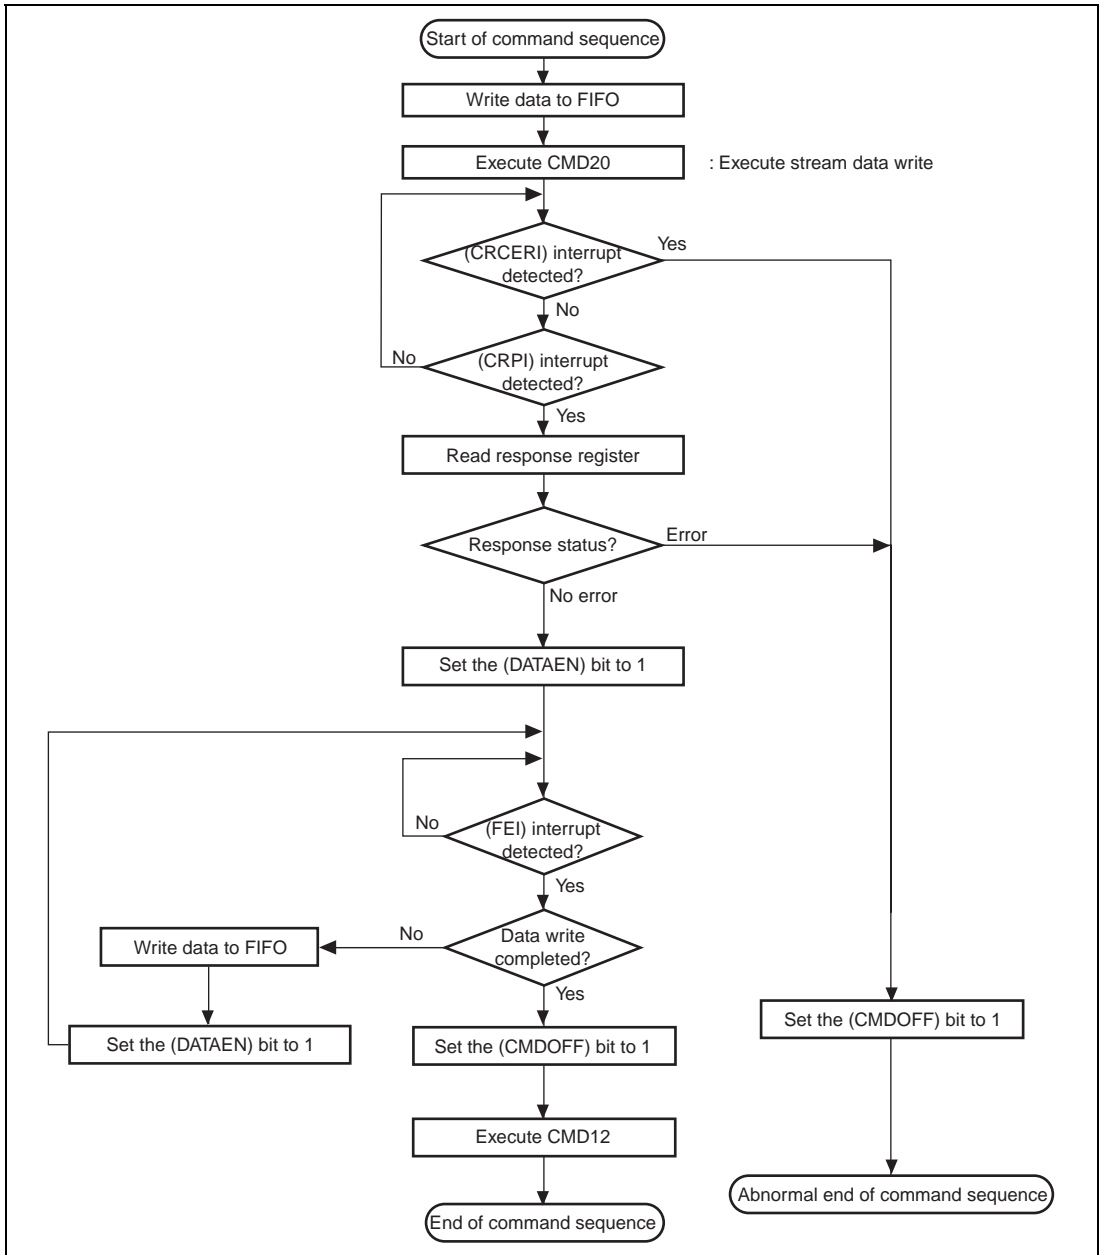 Start of command sequence
Write data to FIFO
Execute CMD20
: Execute stream data write
(CRCERI) interrupt
detected?
Yes
No
(CRPI) interrupt
detected?
No
Yes
Read response register
Response status?
Error
No error
Set the (DATAEN) bit to 1
(FEI) interrupt
detected?
No
Yes
Data write
completed?
No
Write data to FIFO
Yes
Set the (DATAEN) bit to 1
Set the (CMDOFF) bit to 1
Set the (CMDOFF) bit to 1
Execute CMD12
Abnormal end of command sequence
End of command sequence